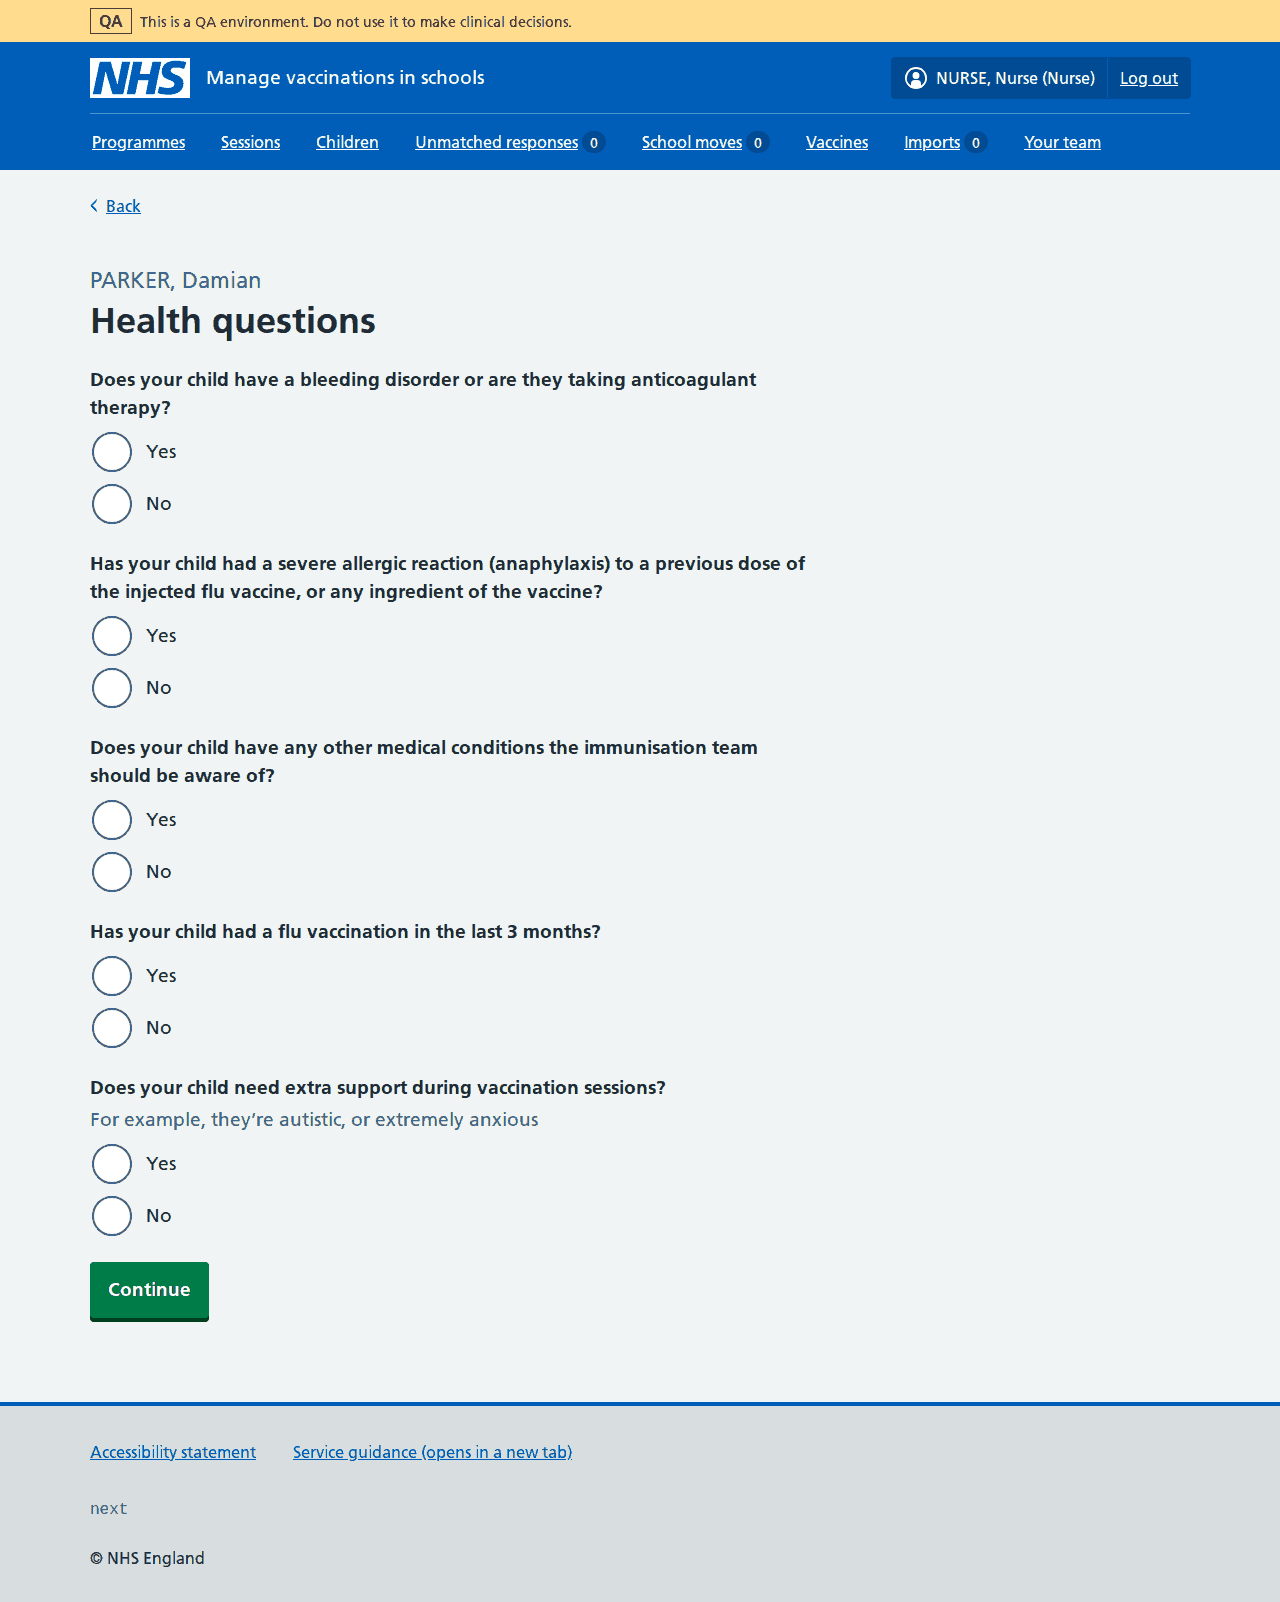 QA This is a QA environment. Do not use it to make clinical decisions.
NHS Manage vaccinations in schools NURSE, Nurse (Nurse) Log out
Programmes Sessions Children Unmatched responses 0 School moves 0 Vaccines Imports 0 Your team
Back
PARKER, Damian
Health questions
Does your child have a bleeding disorder or are they taking anticoagulant
therapy?
Yes
No
Has your child had a severe allergic reaction (anaphylaxis) to a previous dose of
the injected flu vaccine, or any ingredient of the vaccine?
Yes
No
Does your child have any other medical conditions the immunisation team
should be aware of?
Yes
No
Has your child had a flu vaccination in the last 3 months?
Yes
No
Does your child need extra support during vaccination sessions?
For example, they’re autistic, or extremely anxious
Yes
No
Continue
Accessibility statement Service guidance (opens in a new tab)
next
© NHS England